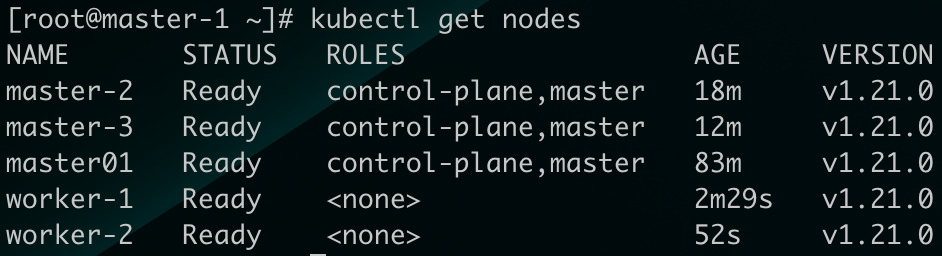 [root@master-1 ~]# kubectl get nodes
NAME       STATUS   ROLES                  AGE     VERSION
master-2   Ready    control-plane,master   18m     v1.21.0
master-3   Ready    control-plane,master   12m     v1.21.0
master01   Ready    control-plane,master   83m     v1.21.0
worker-1   Ready    <none>                 2m29s   v1.21.0
worker-2   Ready    <none>                 52s     v1.21.0